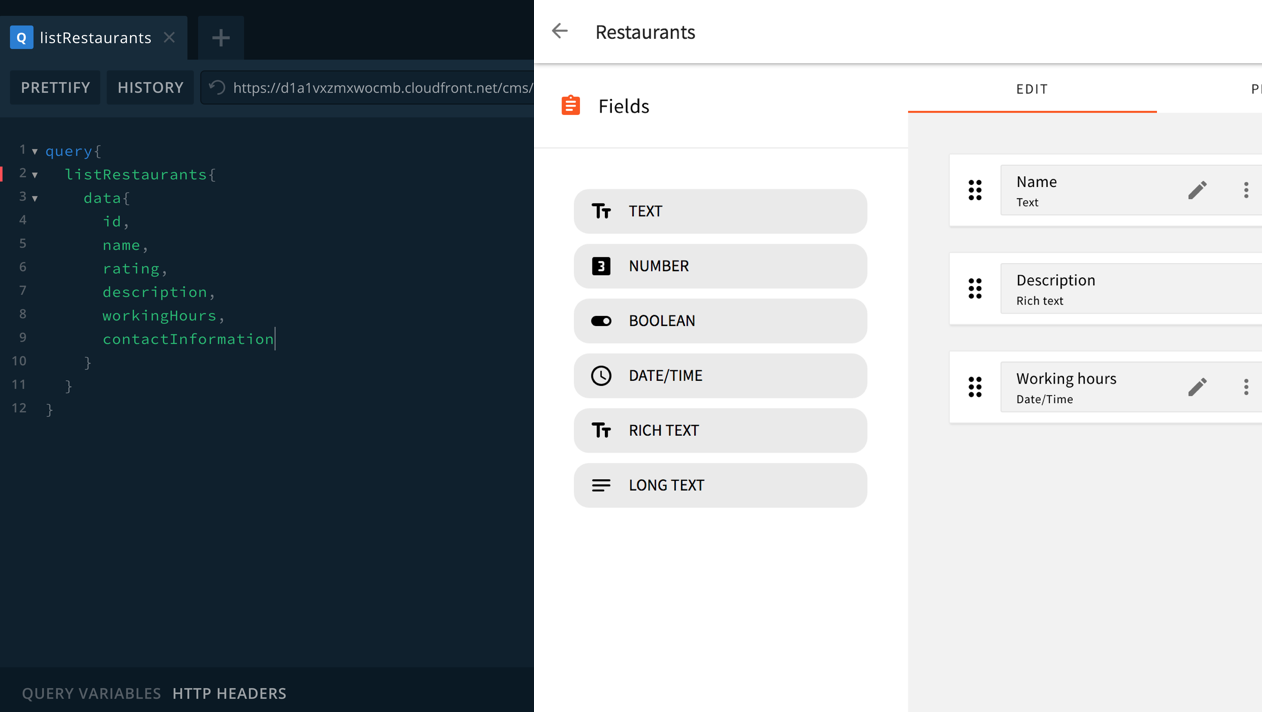 Q listRestaurants
PRETTIFY HISTORY https://d1a1vxzmxwocmb.cloudfront.net/cms/
1 query{
2 listRestaurants{
3 data{
4 id,
5 name,
6 rating,
7 description,
8 workingHours,
9 contactInformation
10 }
11 }
12 }
QUERY VARIABLES HTTP HEADERS
Restaurants
Fields
TEXT
3 NUMBER
BOOLEAN
DATE/TIME
RICH TEXT
LONG TEXT
EDIT
Name
Text
Description
Rich text
Working hours
Date/Time